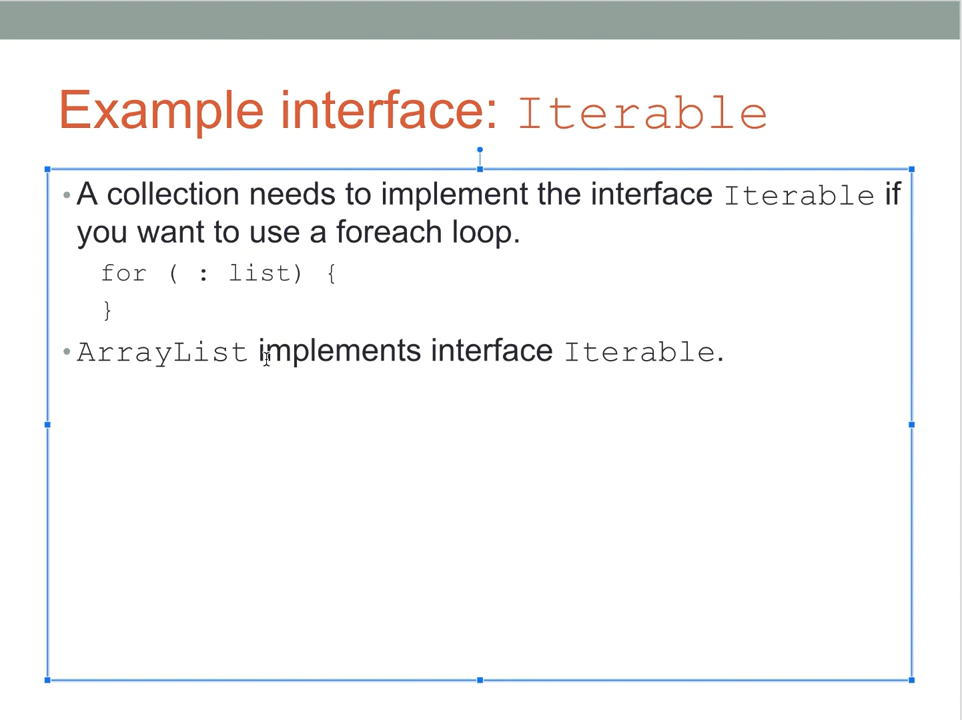 Example interface: Iterable
• A collection needs to implement the interface Iterable if
you want to use a foreach loop.
for ( : list) {
}
• ArrayList implements interface Iterable.